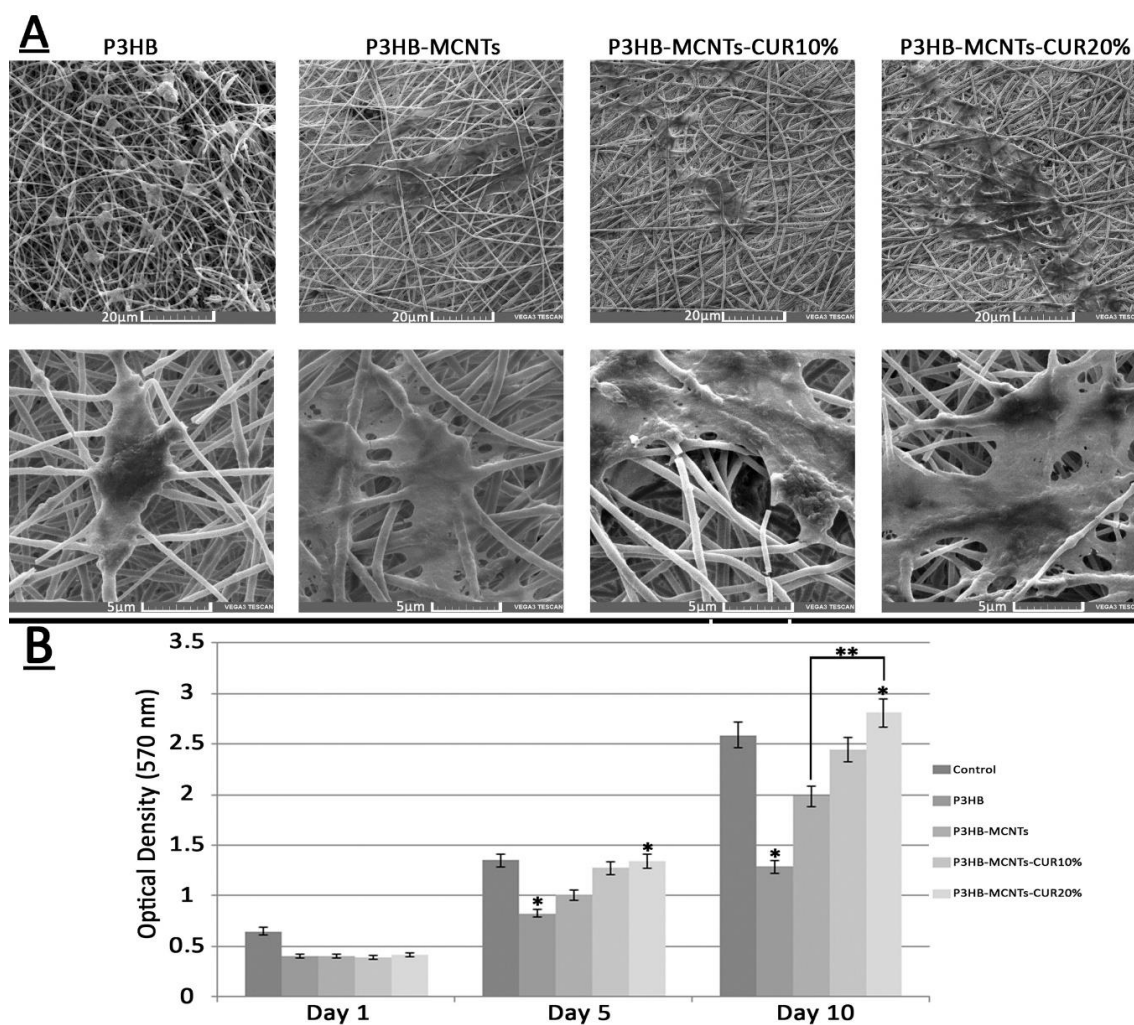 A
P3HB
P3HB-MCNTs
P3HB-MCNTs-CUR10%
P3HB-MCNTs-CUR20%
20µm
20µm VEGA3 TESCAN
20µm VEGA3 TESCAN
20µm VEGA3 TESCAN
5µm VEGA3 TESCAN
5µm VEGA3 TESCAN
5µm VEGA3 TESCAN
5µm VEGA3 TESCAN
B
Optical Density (570 nm)
3.5
3
2.5
2
1.5
1
0.5
0
*
*
*
**
*
Day 1
Day 5
Day 10
Control
P3HB
P3HB-MCNTs
P3HB-MCNTs-CUR10%
P3HB-MCNTs-CUR20%